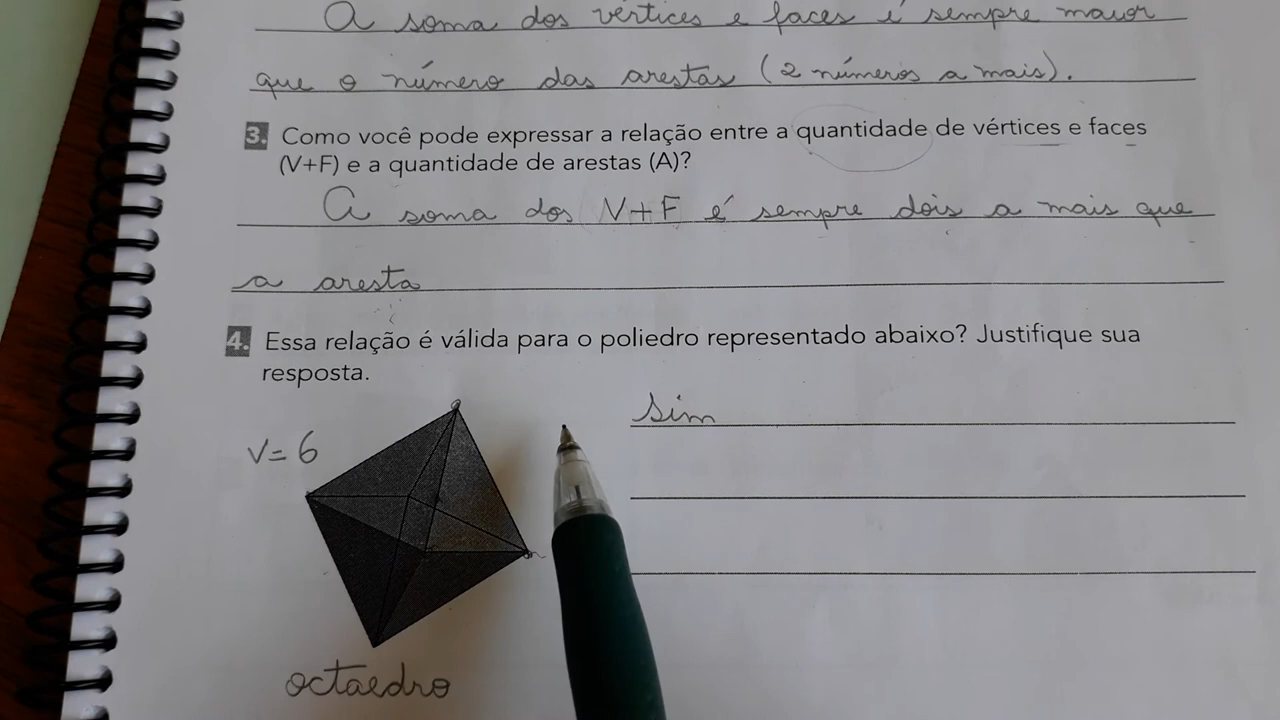 A soma dos vértices e faces é sempre maior
que o número das arestas (2 números a mais).
3. Como você pode expressar a relação entre a quantidade de vértices e faces
(V+F) e a quantidade de arestas (A)?
A soma dos V+F é sempre dois a mais que
a aresta
4. Essa relação é válida para o poliedro representado abaixo? Justifique sua
resposta.
sim
V=6
octaedro